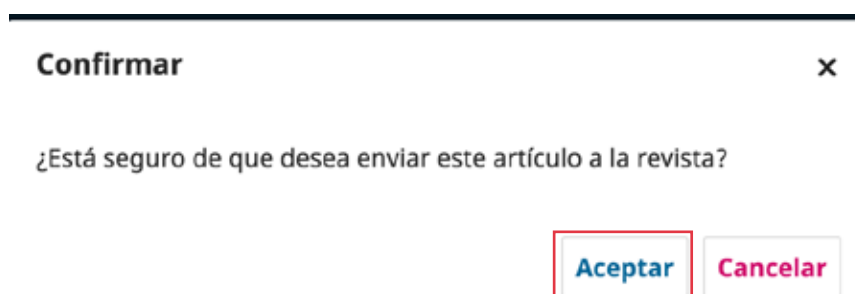 Confirmar ×
¿Está seguro de que desea enviar este artículo a la revista?
Aceptar Cancelar